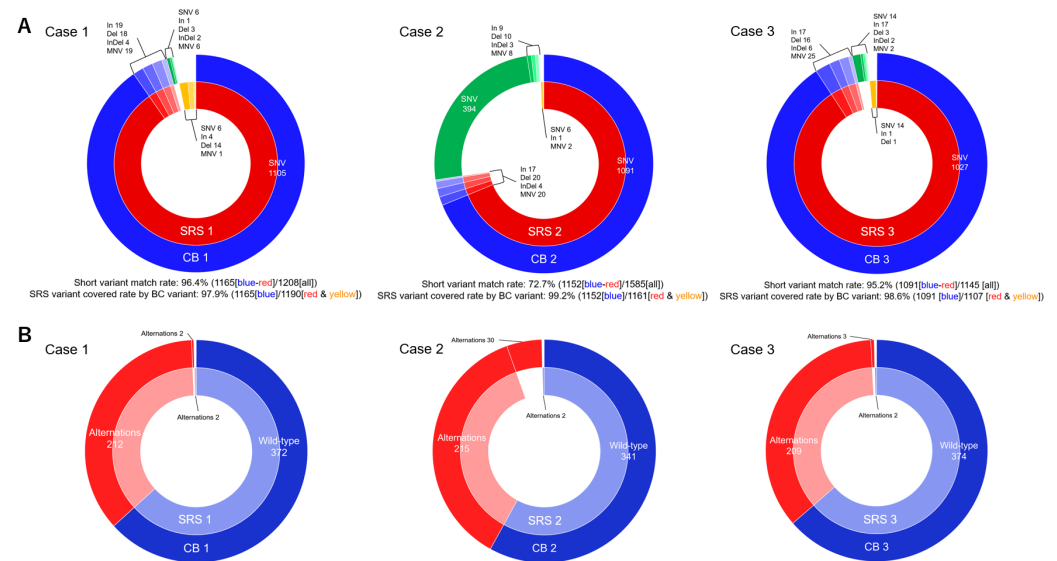 A
Case 1
In 19
Del 18
InDel 4
MNV 19
SNV 6
In 1
Del 3
InDel 2
MNV 6
SNV 6
In 4
Del 14
MNV 1
SNV
1105
SRS 1
CB 1
Short variant match rate: 96.4% (1165[blue-red]/1208[all])
SRS variant covered rate by BC variant: 97.9% (1165[blue]/1190[red & yellow])
Case 2
In 9
Del 10
InDel 3
MNV 8
SNV
394
SNV 6
In 1
MNV 2
In 17
Del 20
InDel 4
MNV 20
SNV
1091
SRS 2
CB 2
Short variant match rate: 72.7% (1152[blue-red]/1585[all])
SRS variant covered rate by BC variant: 99.2% (1152[blue]/1161[red & yellow])
Case 3
In 17
Del 16
InDel 6
MNV 25
SNV 14
In 17
Del 3
InDel 2
MNV 2
SNV 14
In 1
Del 1
SNV
1027
SRS 3
CB 3
Short variant match rate: 95.2% (1091[blue-red]/1145 [all])
SRS variant covered rate by BC variant: 98.6% (1091 [blue]/1107 [red & yellow])
B
Case 1
Alternations 2
Alternations 2
Alternations
212
Wild-type
372
SRS 1
CB 1
Case 2
Alternations 30
Alternations 2
Alternations
215
Wild-type
341
SRS 2
CB 2
Case 3
Alternations 3
Alternations 2
Alternations
209
Wild-type
374
SRS 3
CB 3